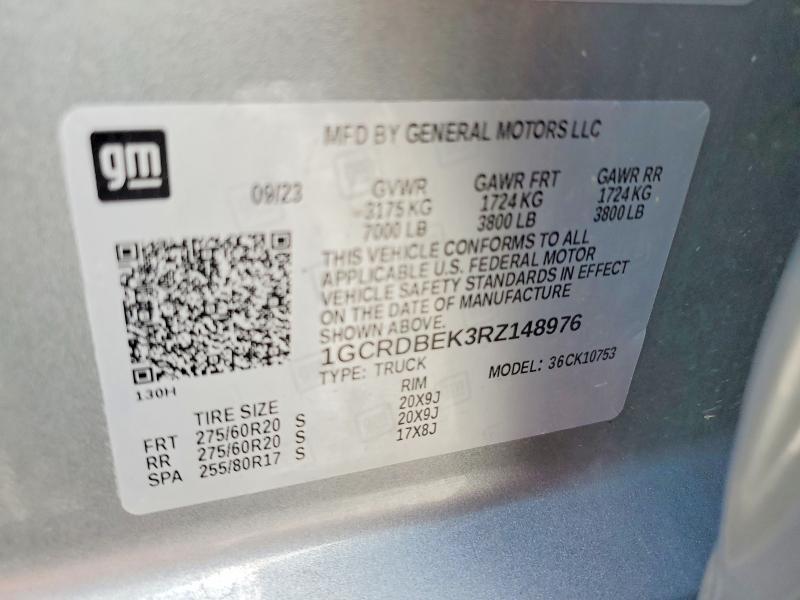 gm
MFD BY GENERAL MOTORS LLC
09/23 GVWR GAWR FRT GAWR RR
3175 KG 1724 KG 1724 KG
7000 LB 3800 LB 3800 LB
THIS VEHICLE CONFORMS TO ALL
APPLICABLE U.S. FEDERAL MOTOR
VEHICLE SAFETY STANDARDS IN EFFECT
ON THE DATE OF MANUFACTURE
SHOWN ABOVE.
1GCRDBEK3RZ148976
TYPE: TRUCK MODEL: 36CK10753
130H
TIRE SIZE RIM
FRT 275/60R20 S 20X9J
RR 275/60R20 S 20X9J
SPA 255/80R17 S 17X8J